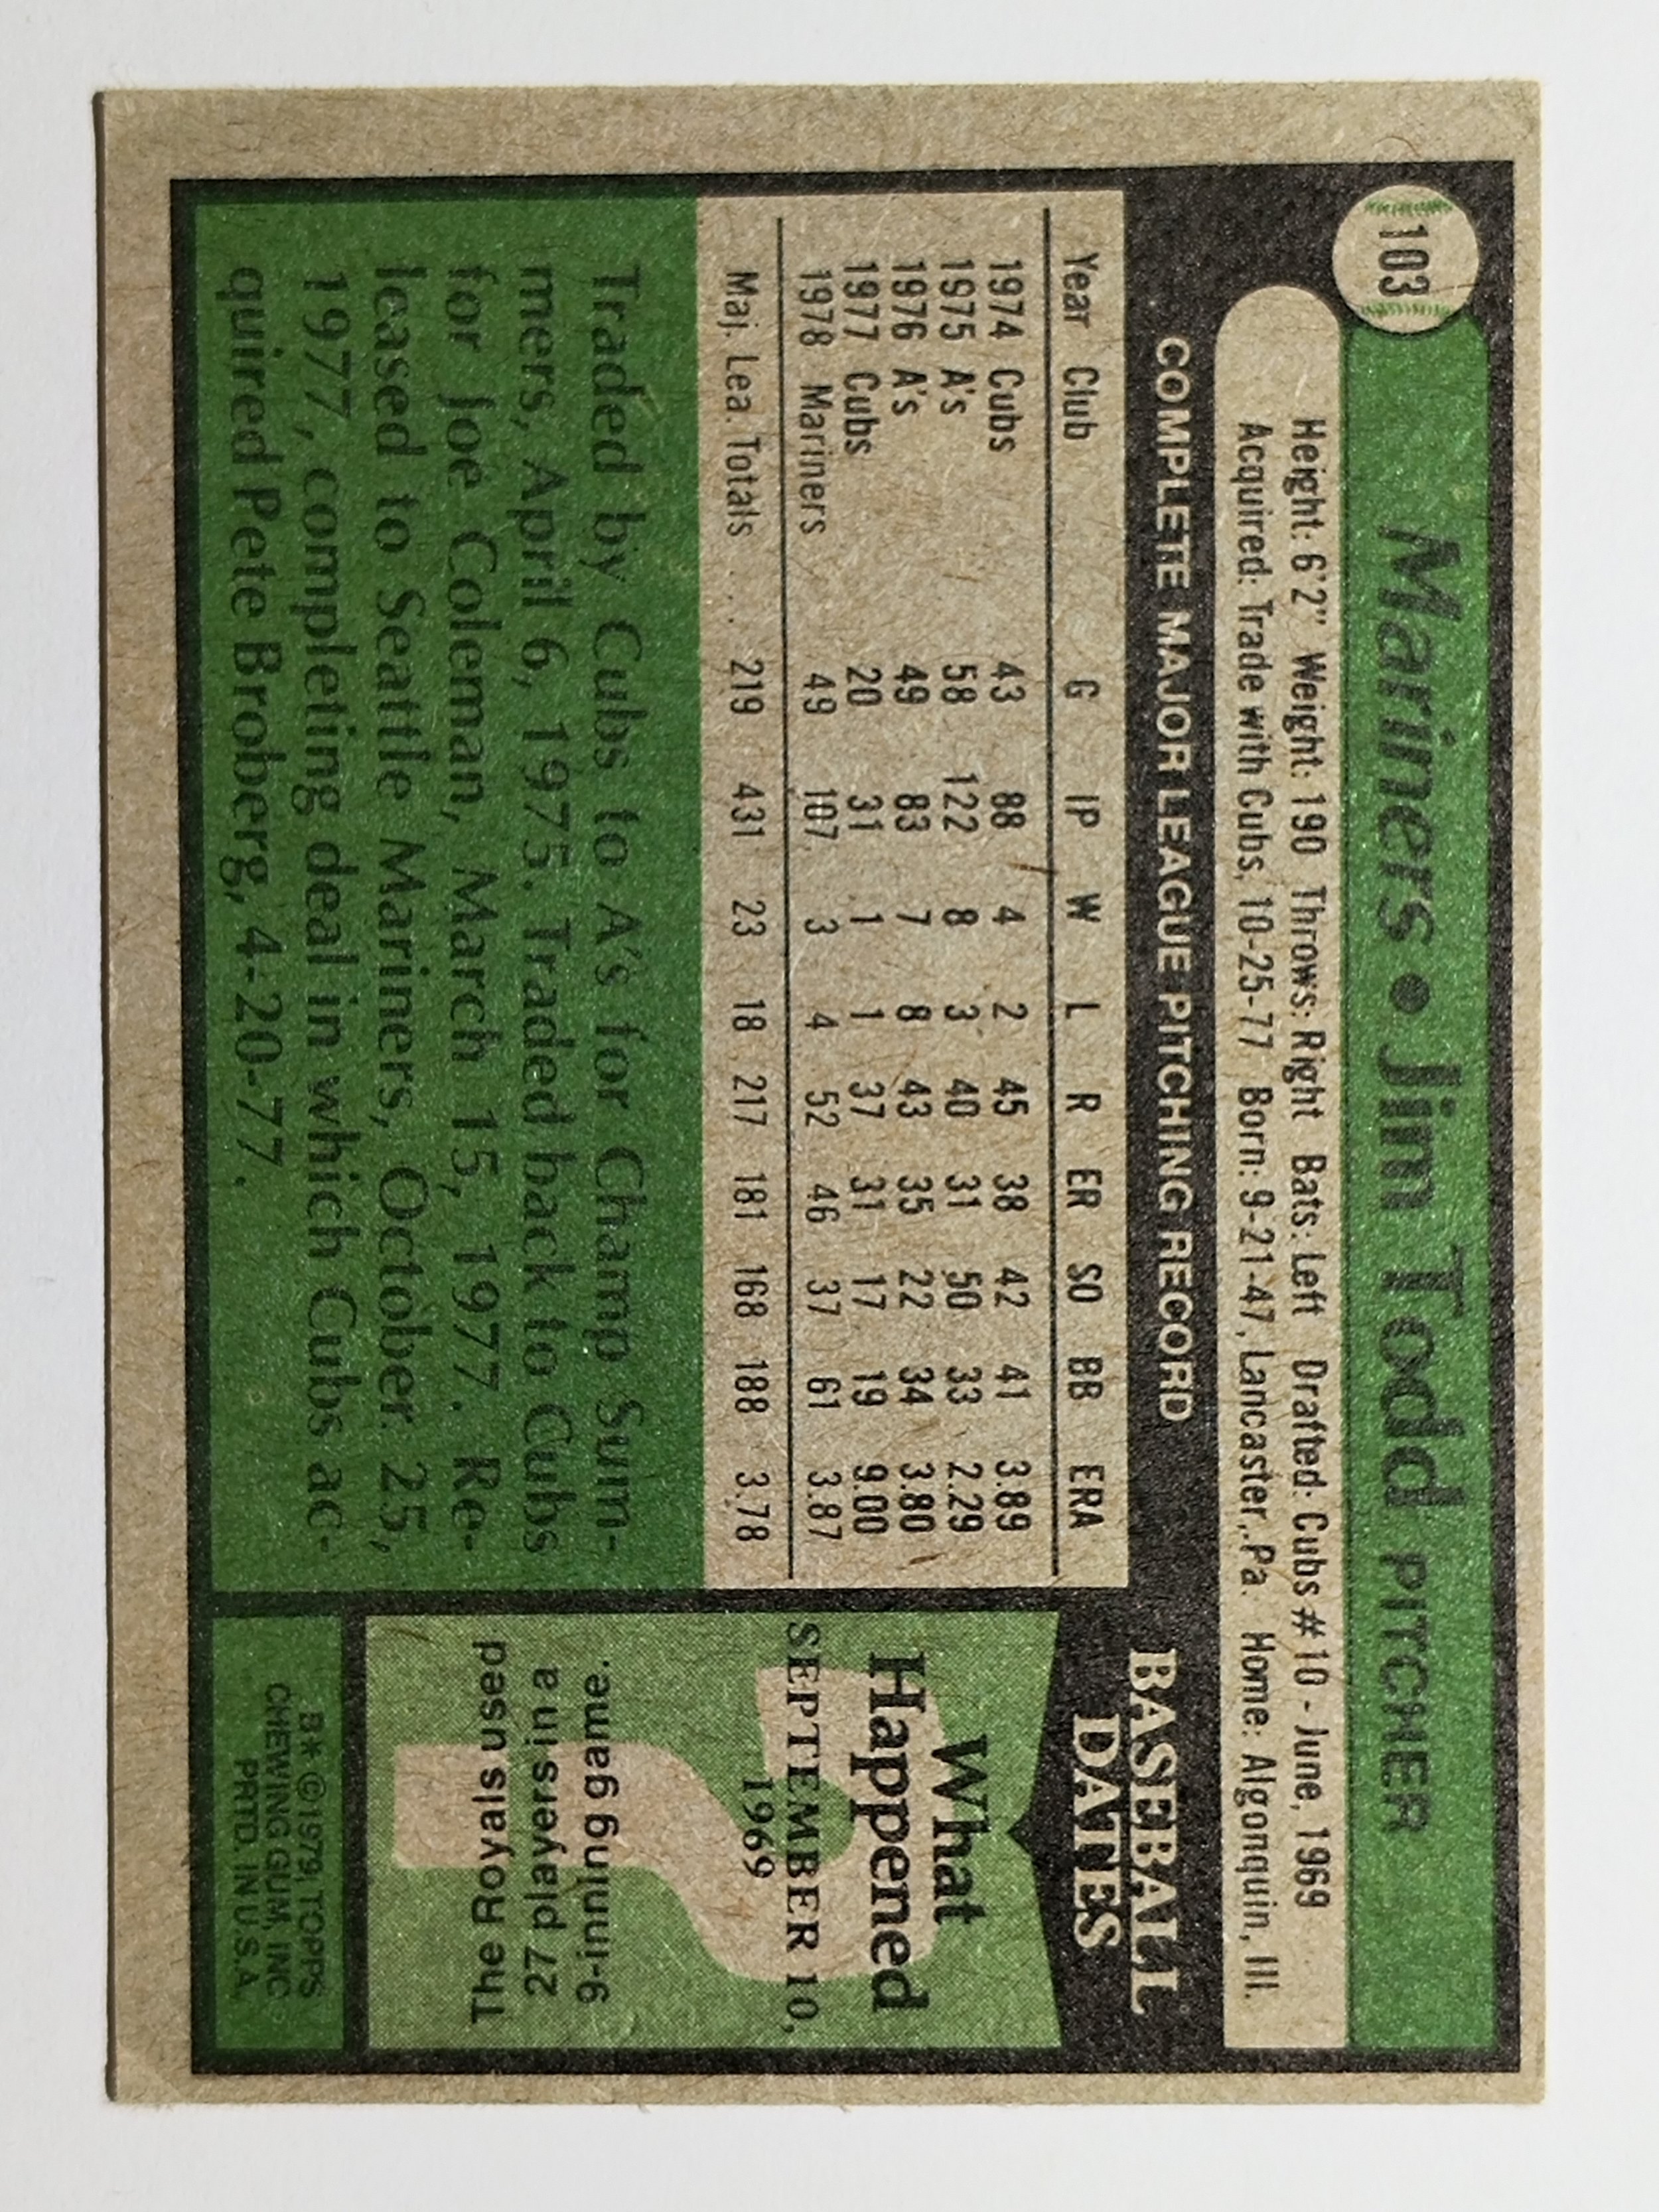 103
Mariners • Jim Todd PITCHER
Height: 6'2" Weight: 190 Throws: Right Bats: Left Drafted: Cubs #10 - June, 1969
Acquired: Trade with Cubs, 10-25-77 Born: 9-21-47, Lancaster, Pa. Home: Algonquin, Ill.
COMPLETE MAJOR LEAGUE PITCHING RECORD
Year Club G IP W L R ER SO BB ERA
1974 Cubs 43 88 4 2 45 38 42 41 3.89
1975 A's 58 122 8 3 40 31 50 33 2.29
1976 A's 49 83 7 8 43 35 22 34 3.80
1977 Cubs 20 31 1 1 37 31 17 19 9.00
1978 Mariners 49 107 3 4 52 46 37 61 3.87
Maj. Lea. Totals . . 219 431 23 18 217 181 168 188 3.78
Traded by Cubs to A's for Champ Sum-
mers, April 6, 1975. Traded back to Cubs
for Joe Coleman, March 15, 1977. Re-
leased to Seattle Mariners, October 25,
1977, completing deal in which Cubs ac-
quired Pete Broberg, 4-20-77.
BASEBALL
DATES
What
Happened
SEPTEMBER 10,
1969
The Royals used
27 players in a
9-inning game.
B* ©1979 TOPPS
CHEWING GUM, INC
PRTD. IN U.S.A.